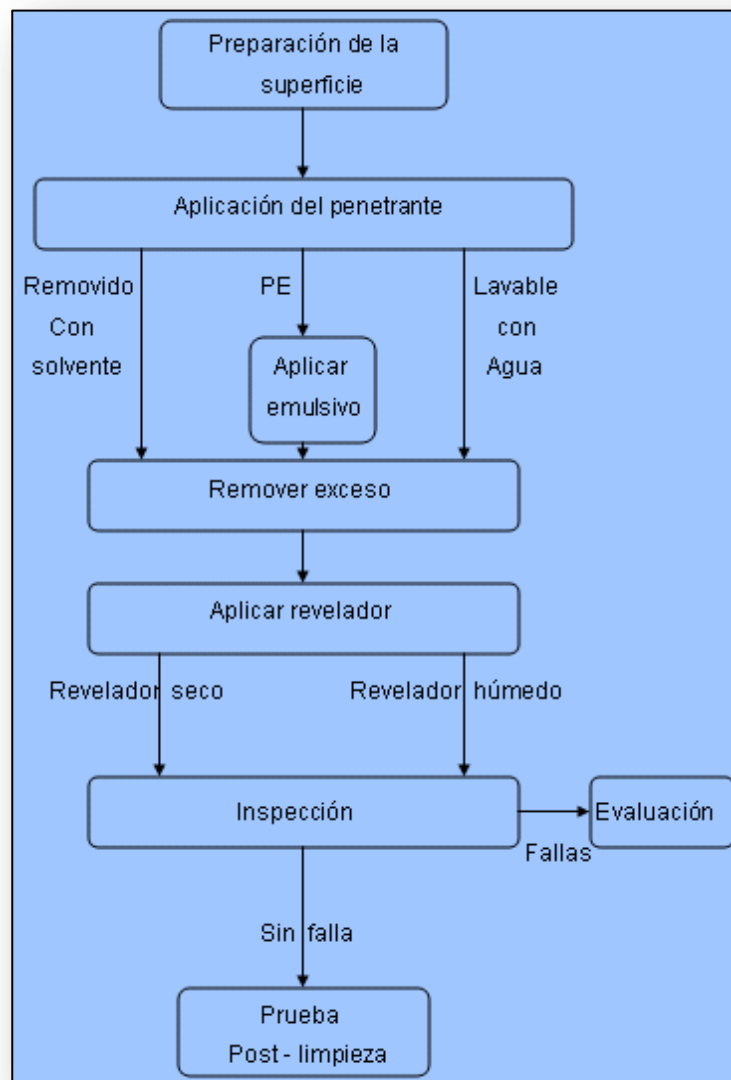 Preparación de la
superficie
Aplicación del penetrante
Removido
Con
solvente
PE
Lavable
con
Agua
Aplicar
emulsivo
Remover exceso
Aplicar revelador
Revelador seco
Revelador húmedo
Inspección
Evaluación
Fallas
Sin falla
Prueba
Post - limpieza